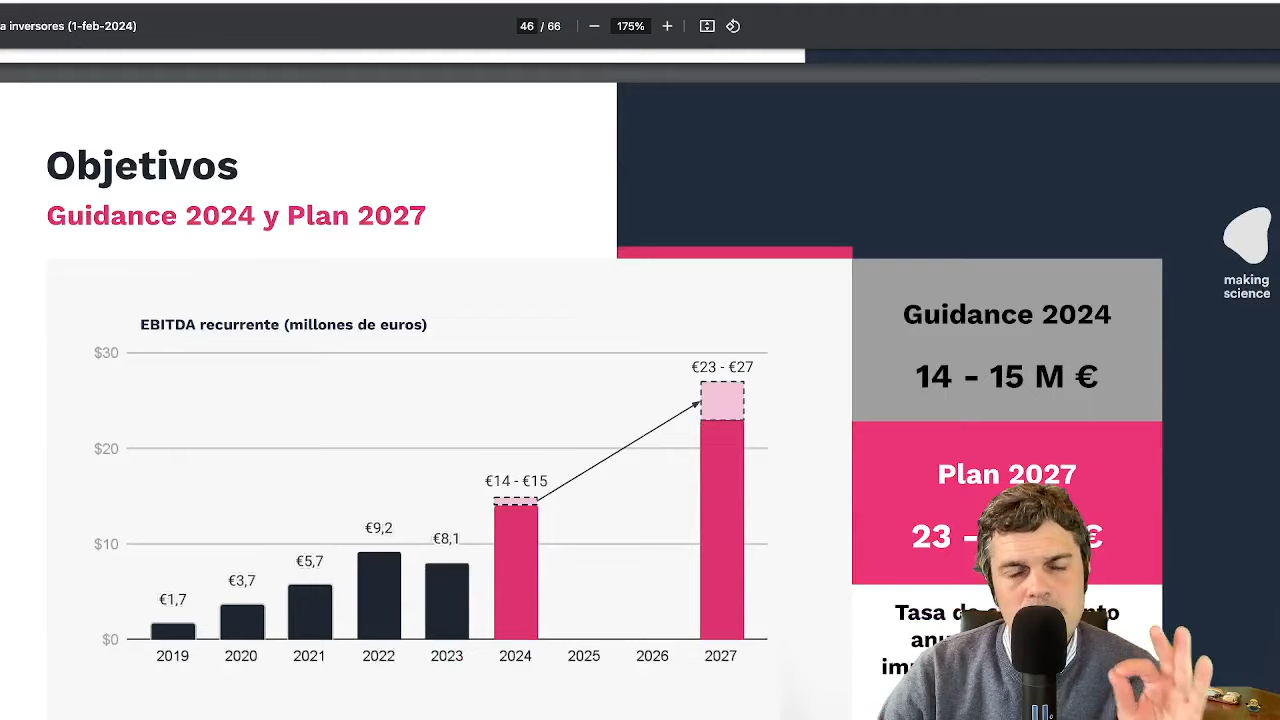 a inversores (1-feb-2024)
46 / 66
175%
Objetivos
Guidance 2024 y Plan 2027
making
science
EBITDA recurrente (millones de euros)
$30
$20
$10
$0
€1,7
€3,7
€5,7
€9,2
€8,1
€14 - €15
€23 - €27
2019
2020
2021
2022
2023
2024
2025
2026
2027
Guidance 2024
14 - 15 M €
Plan 2027
23 - €
Tasa